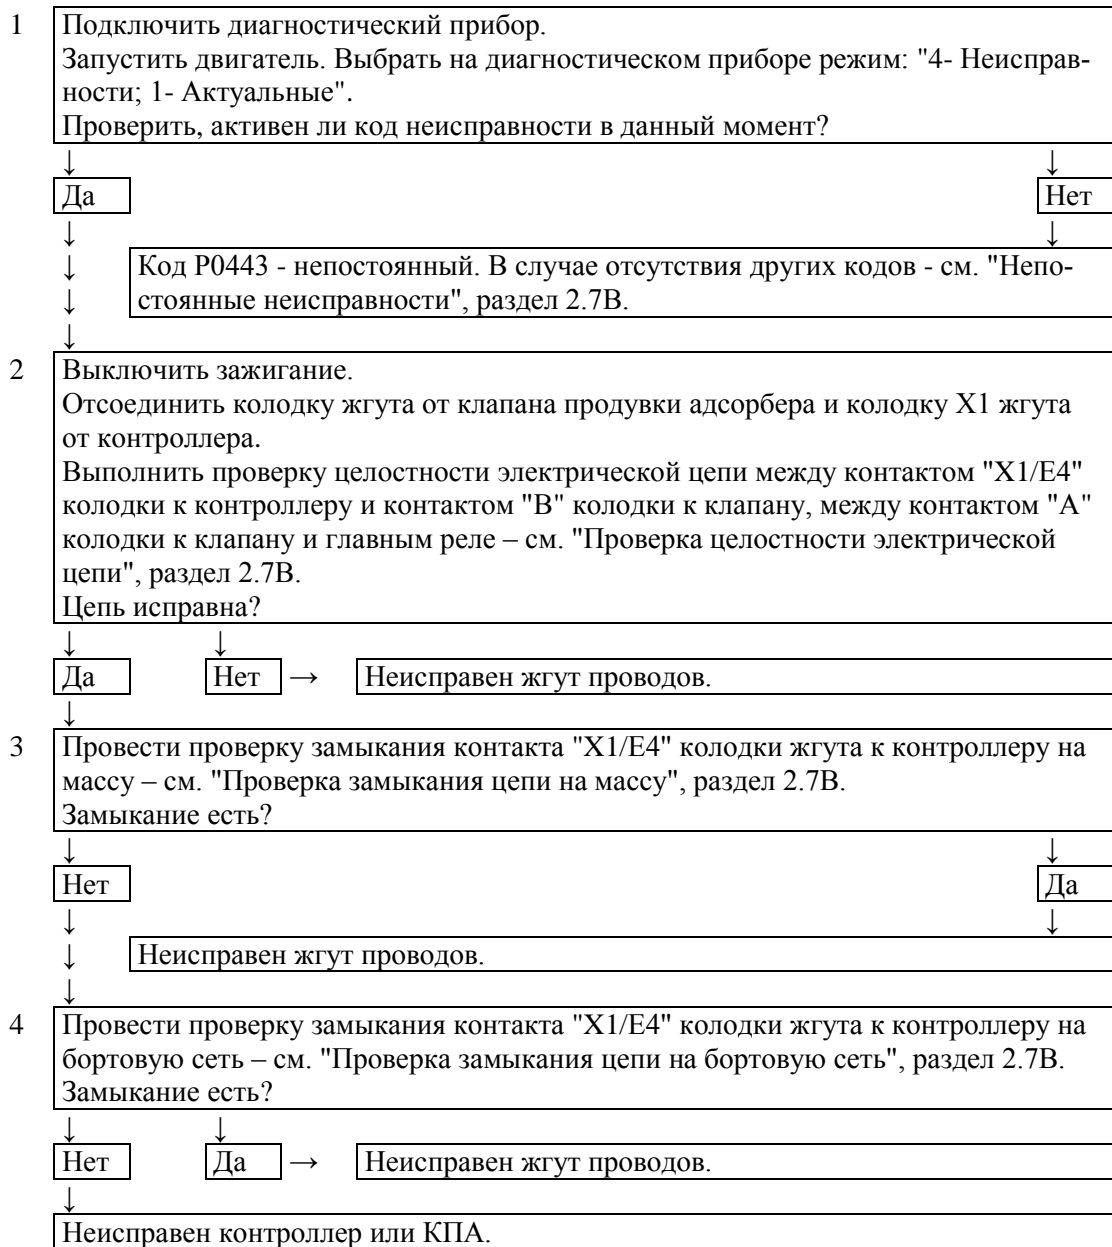 1 Подключить диагностический прибор.
Запустить двигатель. Выбрать на диагностическом приборе режим: "4- Неисправ-
ности; 1- Актуальные".
Проверить, активен ли код неисправности в данный момент?
↓ ↓
Да Нет
↓ ↓
↓ Код P0443 - непостоянный. В случае отсутствия других кодов - см. "Непо-
↓ стоянные неисправности", раздел 2.7В.
↓
2 Выключить зажигание.
Отсоединить колодку жгута от клапана продувки адсорбера и колодку X1 жгута
от контроллера.
Выполнить проверку целостности электрической цепи между контактом "X1/E4"
колодки к контроллеру и контактом "B" колодки к клапану, между контактом "A"
колодки к клапану и главным реле – см. "Проверка целостности электрической
цепи", раздел 2.7В.
Цепь исправна?
↓ ↓
Да Нет → Неисправен жгут проводов.
↓
3 Провести проверку замыкания контакта "X1/E4" колодки жгута к контроллеру на
массу – см. "Проверка замыкания цепи на массу", раздел 2.7В.
Замыкание есть?
↓ ↓
Нет Да
↓ ↓
↓ Неисправен жгут проводов.
↓
4 Провести проверку замыкания контакта "X1/E4" колодки жгута к контроллеру на
бортовую сеть – см. "Проверка замыкания цепи на бортовую сеть", раздел 2.7В.
Замыкание есть?
↓ ↓
Нет Да → Неисправен жгут проводов.
↓
Неисправен контроллер или КПА.